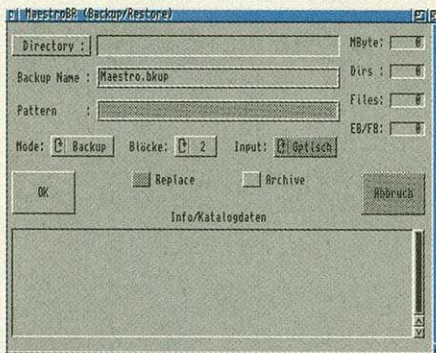 MaestroBR (Backup/Restore)
Directory :
MByte: 0
Backup Name : Maestro.bkup
Dirs : 0
Pattern :
Files: 0
EB/FB: 0
Mode: Backup Blöcke: 2 Input: Optisch
Replace Archive
OK Abbruch
Info/Katalogdaten